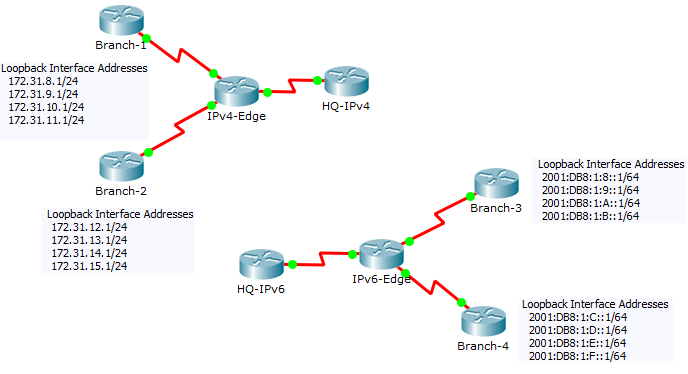 Branch-1
Loopback Interface Addresses
172.31.8.1/24
172.31.9.1/24
172.31.10.1/24
172.31.11.1/24
IPv4-Edge
HQ-IPv4
Branch-2
Loopback Interface Addresses
172.31.12.1/24
172.31.13.1/24
172.31.14.1/24
172.31.15.1/24
Loopback Interface Addresses
2001:DB8:1:8::1/64
2001:DB8:1:9::1/64
2001:DB8:1:A::1/64
2001:DB8:1:B::1/64
Branch-3
HQ-IPv6
IPv6-Edge
Branch-4
Loopback Interface Addresses
2001:DB8:1:C::1/64
2001:DB8:1:D::1/64
2001:DB8:1:E::1/64
2001:DB8:1:F::1/64